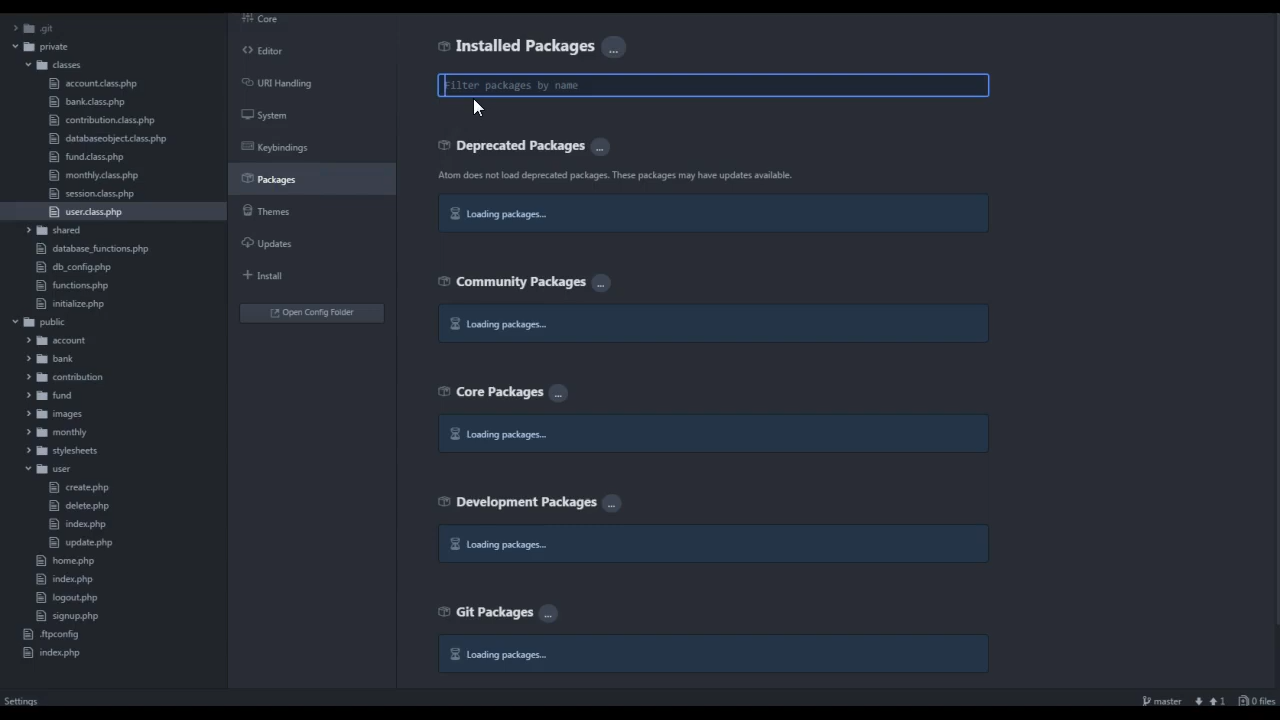 .git
private
classes
account.class.php
bank.class.php
contribution.class.php
databaseobject.class.php
fund.class.php
monthly.class.php
session.class.php
user.class.php
shared
database_functions.php
db_config.php
functions.php
initialize.php
public
account
bank
contribution
fund
images
monthly
stylesheets
user
create.php
delete.php
index.php
update.php
home.php
index.php
logout.php
signup.php
.ftpconfig
index.php
Core
Editor
URI Handling
System
Keybindings
Packages
Themes
Updates
Install
Open Config Folder
Installed Packages ...
Filter packages by name
Deprecated Packages ...
Atom does not load deprecated packages. These packages may have updates available.
Loading packages...
Community Packages ...
Loading packages...
Core Packages ...
Loading packages...
Development Packages ...
Loading packages...
Git Packages ...
Loading packages...
Settings
master 1 0 files